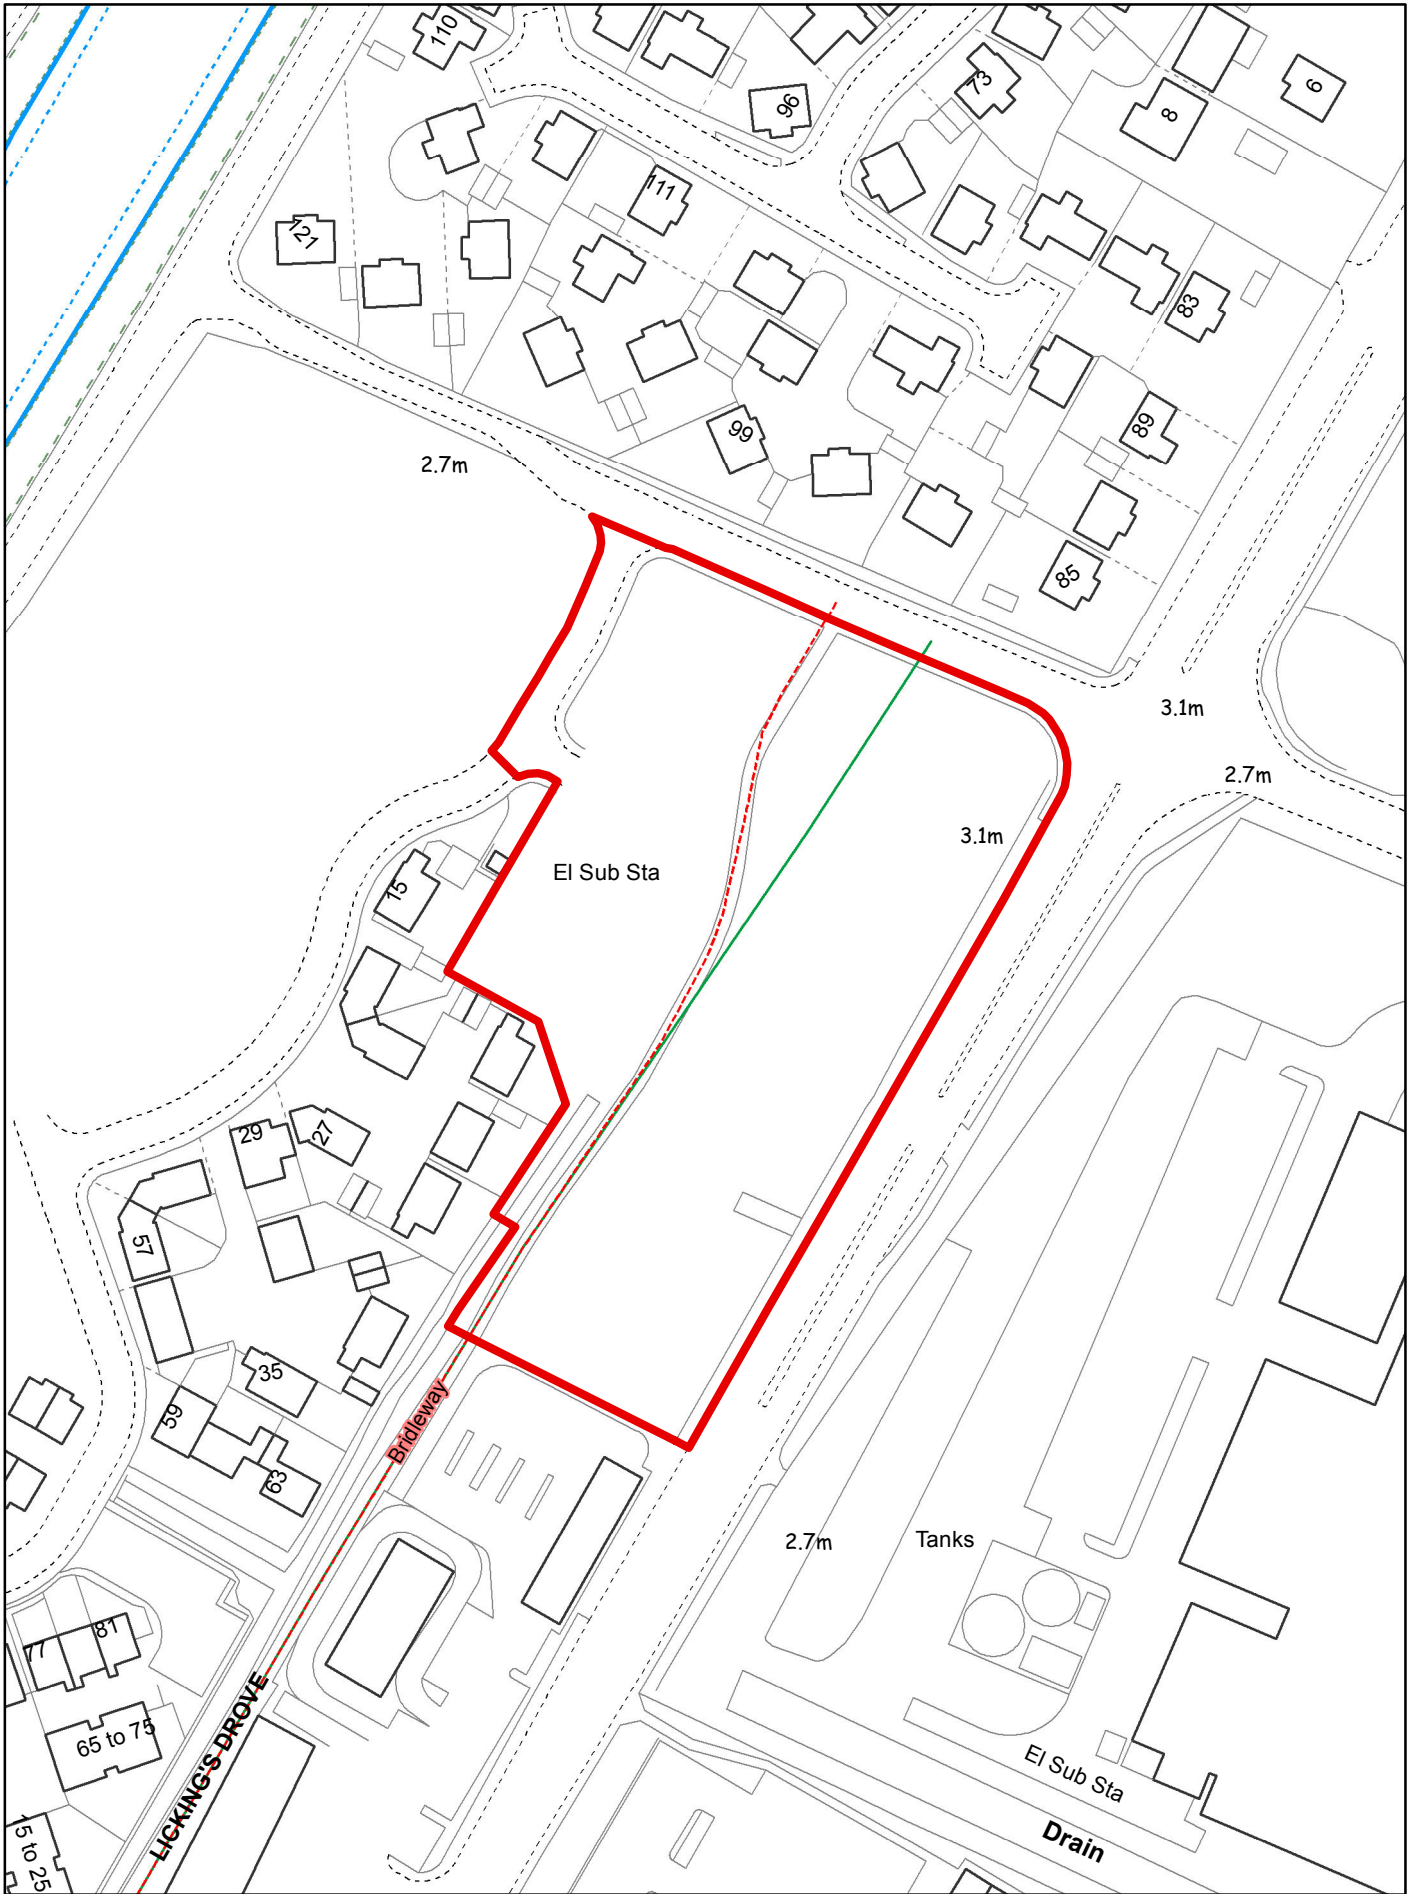 110
96
73
8
6
111
121
83
99
89
2.7m
85
3.1m
2.7m
3.1m
El Sub Sta
15
29
27
57
35
59
63
Bridleway
2.7m
Tanks
81
77
65 to 75
LICKING'S DROVE
El Sub Sta
Drain
15 to 25